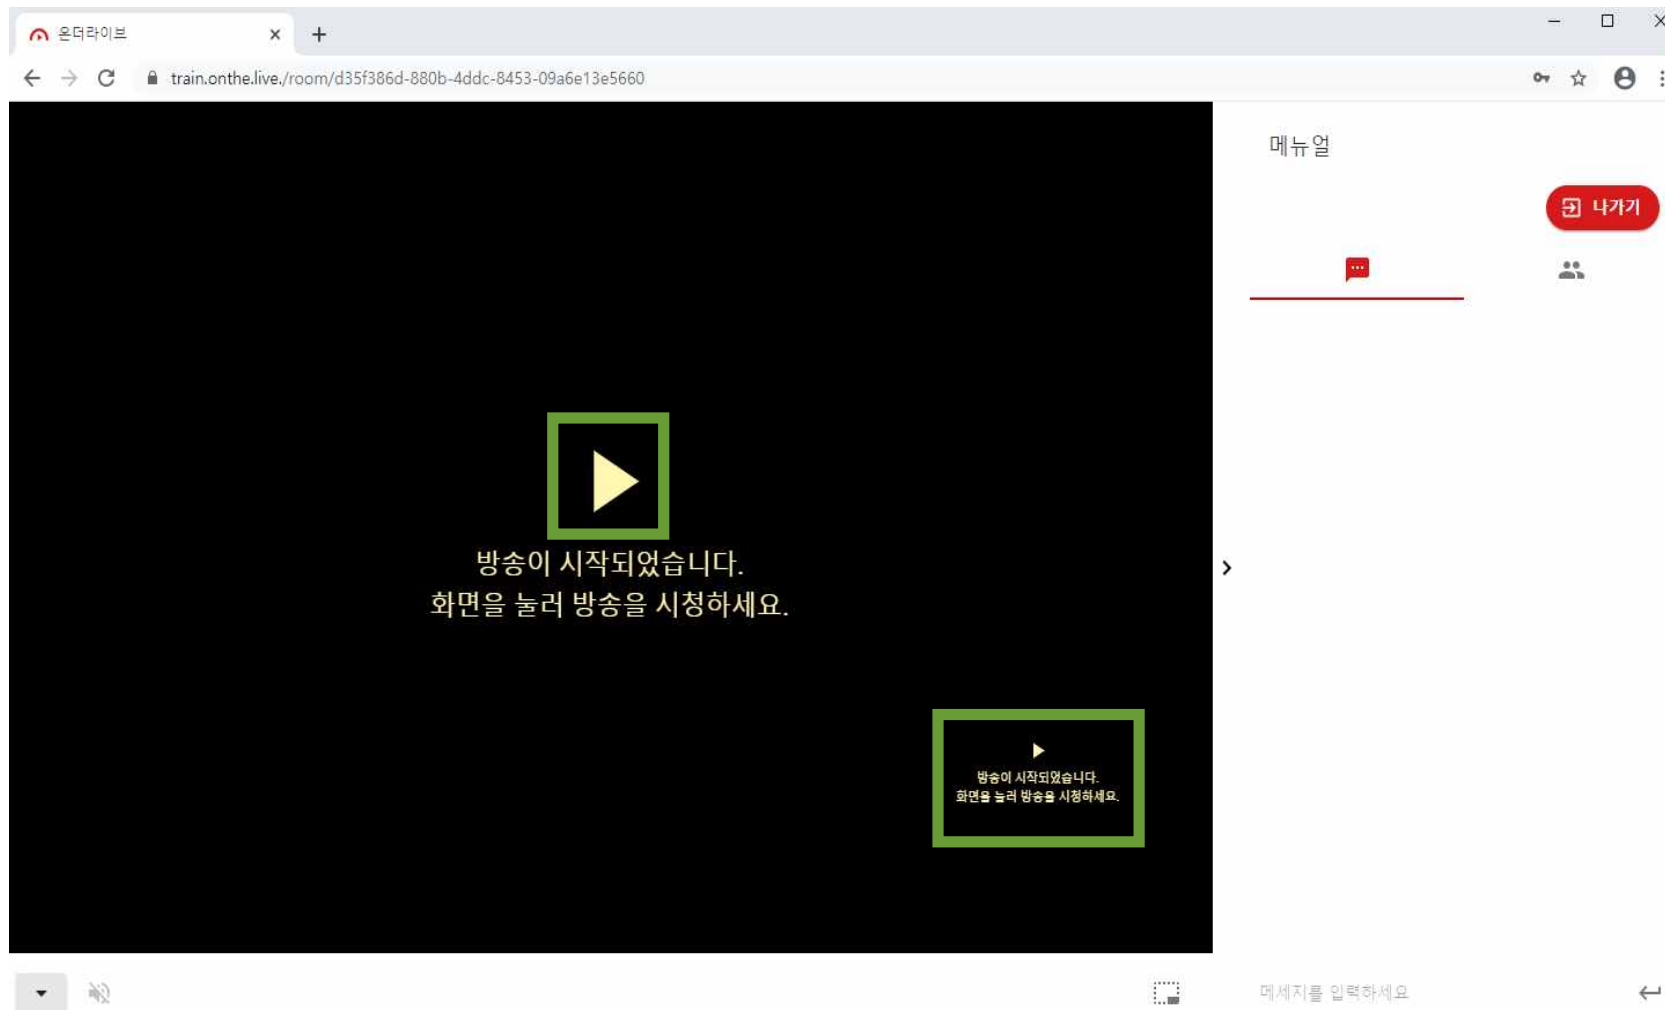 온더라이브
train.onthe.live./room/d35f386d-880b-4ddc-8453-09a6e13e5660
메뉴얼
나가기
방송이 시작되었습니다.
화면을 눌러 방송을 시청하세요.
방송이 시작되었습니다.
화면을 눌러 방송을 시청하세요.
메세지를 입력하세요